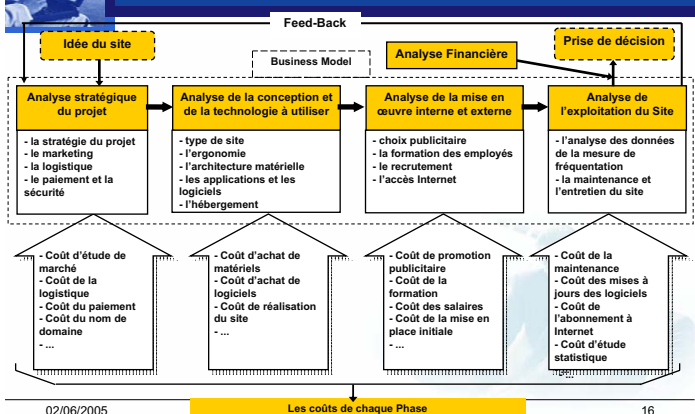 Feed-Back
Idée du site
Business Model
Analyse Financière
Prise de décision
Analyse stratégique
du projet
- la stratégie du projet
- le marketing
- la logistique
- le paiement et la
sécurité
Analyse de la conception et
de la technologie à utiliser
- type de site
- l'ergonomie
- l'architecture matérielle
- les applications et les
logiciels
- l'hébergement
Analyse de la mise en
œuvre interne et externe
- choix publicitaire
- la formation des employés
- le recrutement
- l'accès Internet
Analyse de
l'exploitation du Site
- l'analyse des données
de la mesure de
fréquentation
- la maintenance et
l'entretien du site
- Coût d'étude de
marché
- Coût de la
logistique
- Coût du paiement
- Coût du nom de
domaine
- ...
- Coût d'achat de
matériels
- Coût d'achat de
logiciels
- Coût de réalisation
du site
- ...
- Coût de promotion
publicitaire
- Coût de la
formation
- Coût des salaires
- Coût de la mise en
place initiale
- ...
- Coût de la
maintenance
- Coût des mises à
jours des logiciels
- Coût de
l'abonnement à
Internet
- Coût d'étude
statistique
- ...
02/06/2005
Les coûts de chaque Phase
16